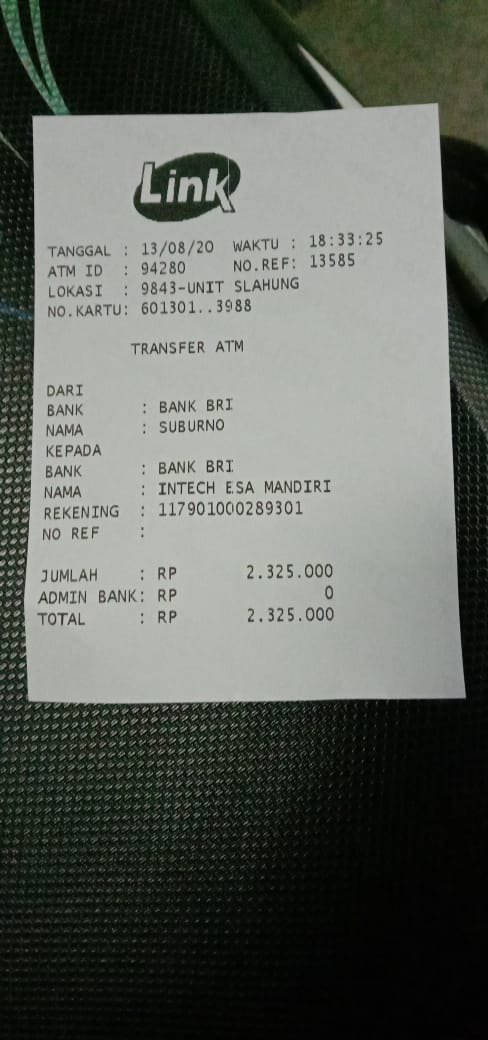 Link
TANGGAL : 13/08/20 WAKTU : 18:33:25
ATM ID : 94280 NO.REF: 13585
LOKASI : 9843-UNIT SLAHUNG
NO.KARTU: 601301..3988
TRANSFER ATM
DARI
BANK : BANK BRI
NAMA : SUBURNO
KEPADA
BANK : BANK BRI
NAMA : INTECH ESA MANDIRI
REKENING : 117901000289301
NO REF :
JUMLAH : RP 2.325.000
ADMIN BANK: RP 0
TOTAL : RP 2.325.000